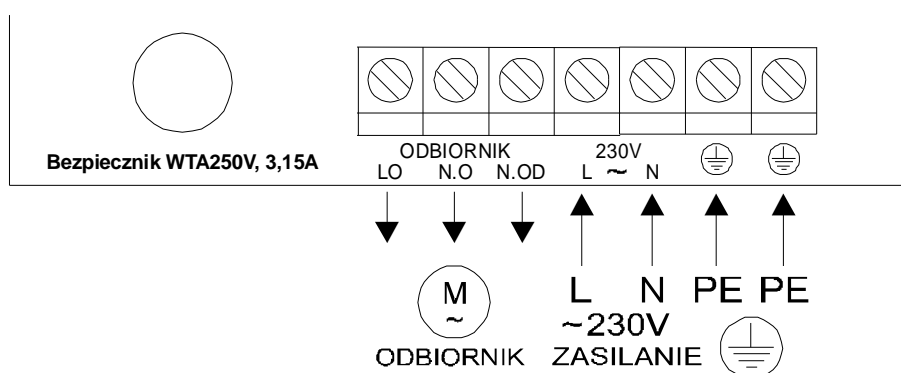 Bezpiecznik WTA250V, 3,15A
ODBIORNIK 230V
LO N.O N.OD L ~ N
M
~
L N PE PE
~230V
ODBIORNIK ZASILANIE